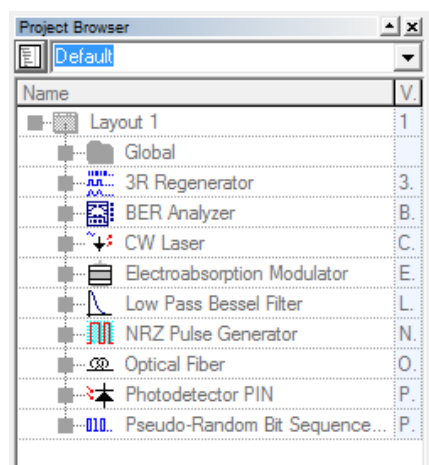 Project Browser
Default
Name V.
Layout 1 1
Global
3R Regenerator 3.
BER Analyzer B.
CW Laser C.
Electroabsorption Modulator E.
Low Pass Bessel Filter L.
NRZ Pulse Generator N.
Optical Fiber O.
Photodetector PIN P.
010.. Pseudo-Random Bit Sequence... P.